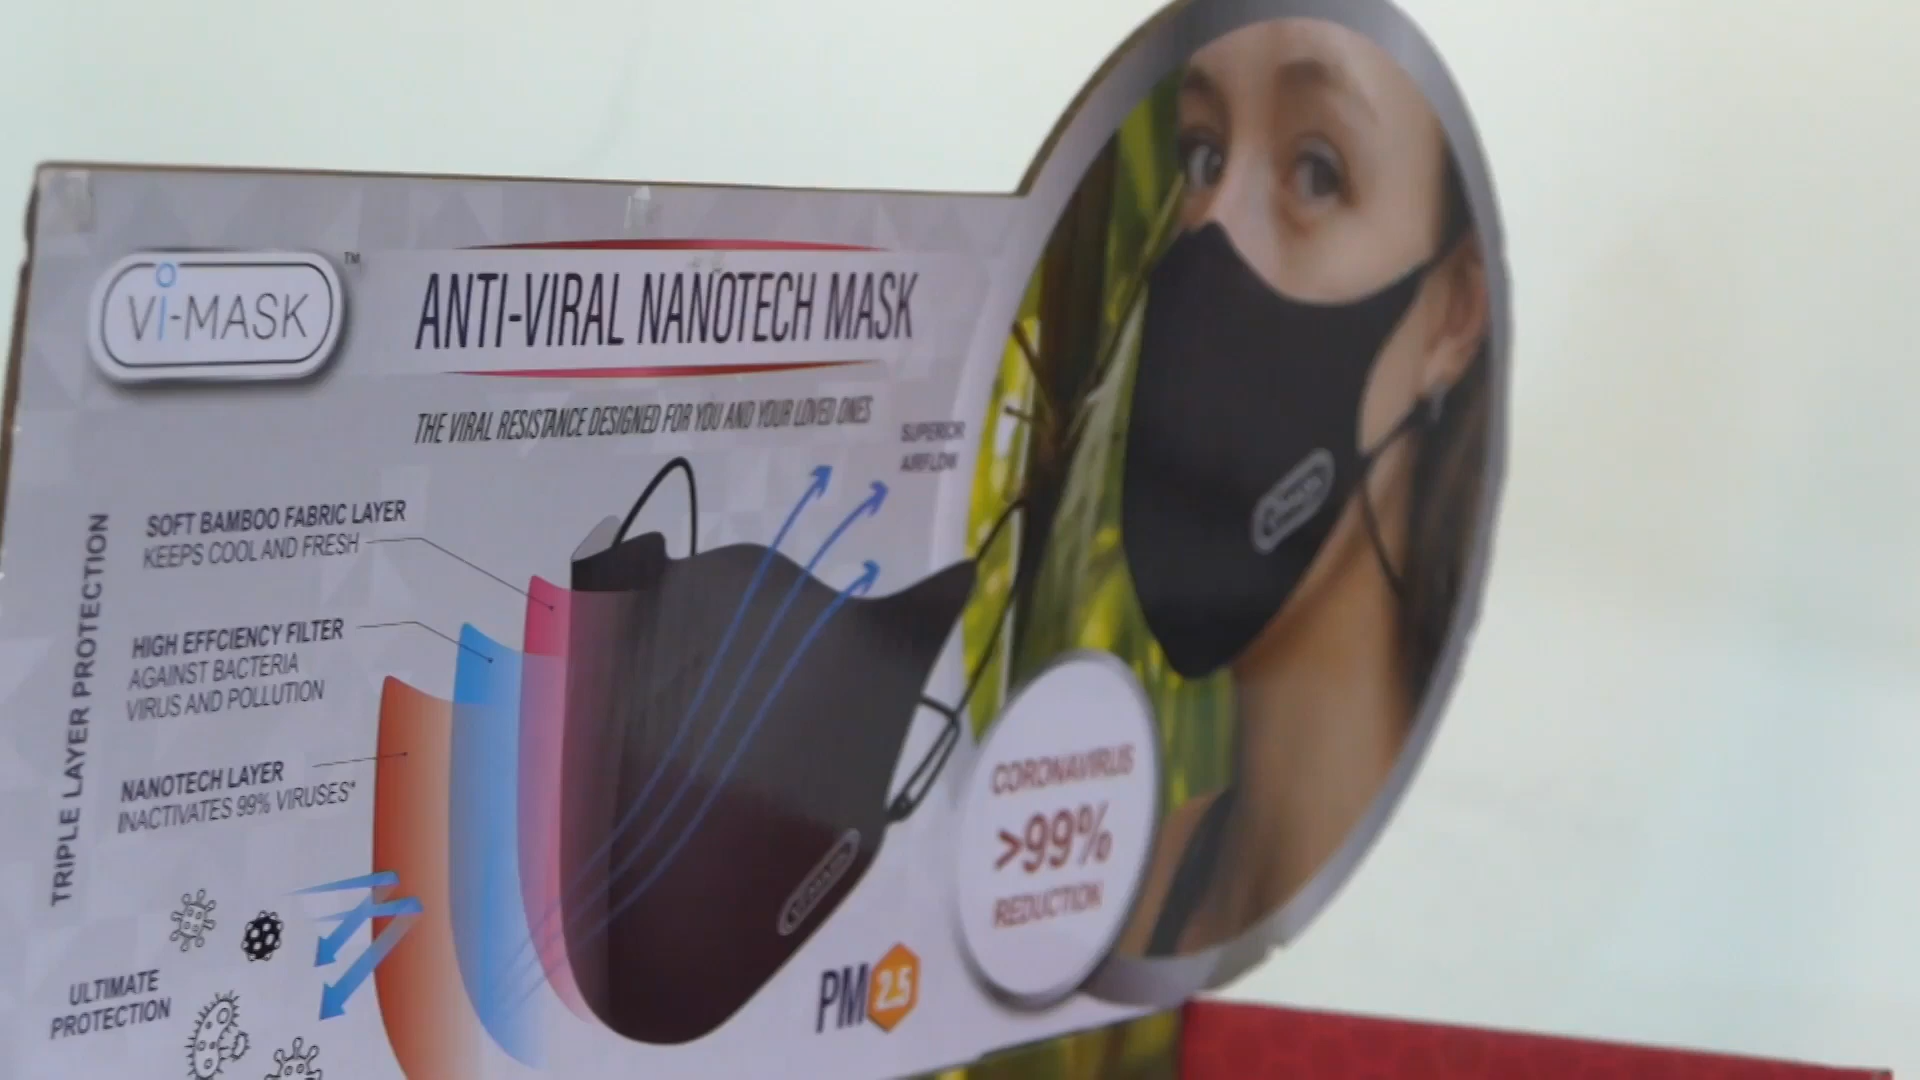 Vi-MASK
TM
ANTI-VIRAL NANOTECH MASK
THE VIRAL RESISTANCE DESIGNED FOR YOU AND YOUR LOVED ONES
SUPERIOR
AIRFLOW
TRIPLE LAYER PROTECTION
SOFT BAMBOO FABRIC LAYER
KEEPS COOL AND FRESH
HIGH EFFCIENCY FILTER
AGAINST BACTERIA
VIRUS AND POLLUTION
NANOTECH LAYER
INACTIVATES 99% VIRUSES*
ULTIMATE
PROTECTION
Vi-MASK
PM2.5
CORONAVIRUS
>99%
REDUCTION